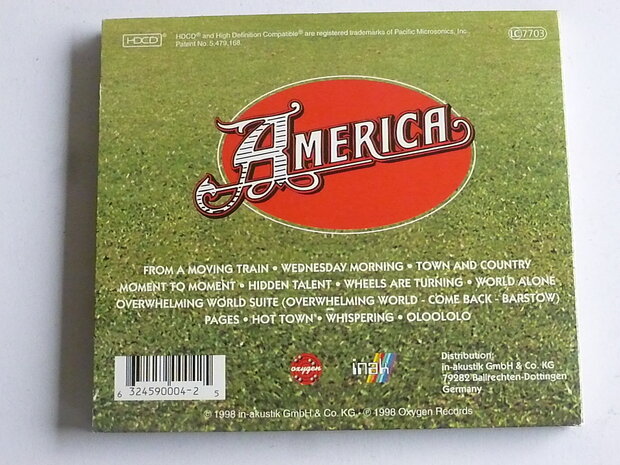 HDCD® HDCD® and High Definition Compatible® are registered trademarks of Pacific Microsonics, Inc.
Patent No. 5,479,168.
LC 7703
AMERICA
FROM A MOVING TRAIN • WEDNESDAY MORNING • TOWN AND COUNTRY
MOMENT TO MOMENT • HIDDEN TALENT • WHEELS ARE TURNING • WORLD ALONE
OVERWHELMING WORLD SUITE (OVERWHELMING WORLD - COME BACK - BARSTOW)
PAGES • HOT TOWN • WHISPERING • OLOOLOLO
6 324590004-2 5
oxygen
inak
Distribution:
in-akustik GmbH & Co. KG
79282 Ballrechten-Dottingen
Germany
℗ 1998 in-akustik GmbH & Co. KG • © 1998 Oxygen Records